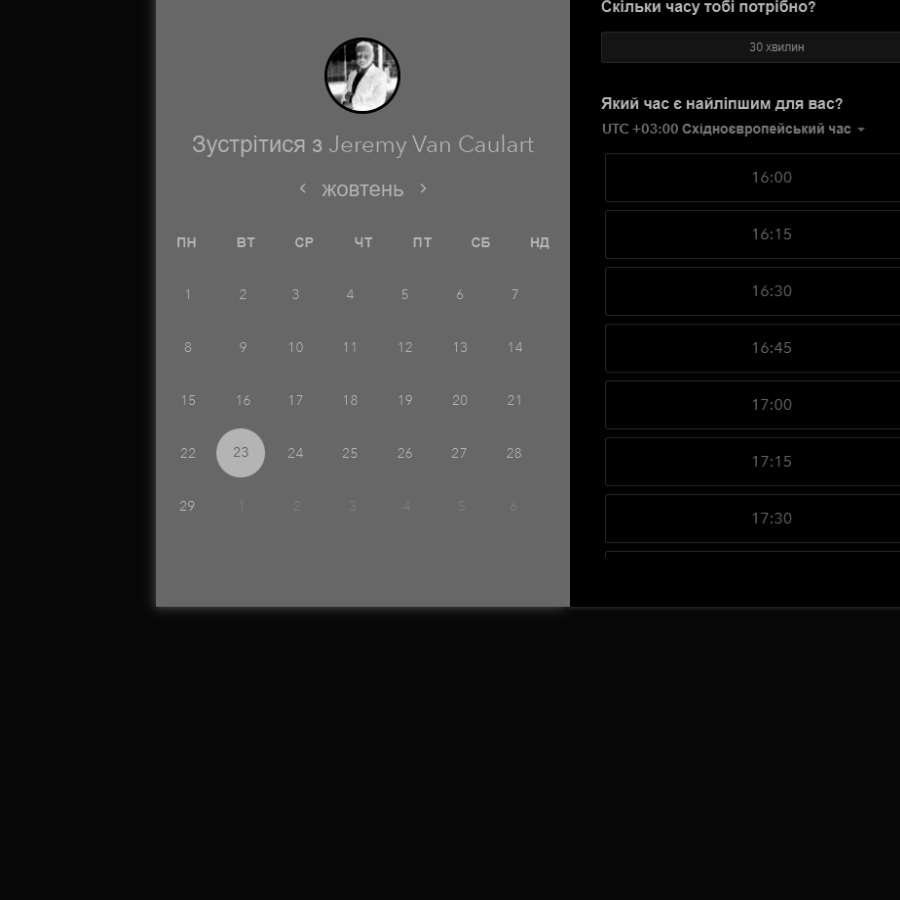 Зустрітися з Jeremy Van Caulart
жовтень
ПН ВТ СР ЧТ ПТ СБ НД
1 2 3 4 5 6 7
8 9 10 11 12 13 14
15 16 17 18 19 20 21
22 23 24 25 26 27 28
29 1 2 3 4 5 6
Скільки часу тобі потрібно?
30 хвилин
Який час є найліпшим для вас?
UTC +03:00 Східноєвропейський час
16:00
16:15
16:30
16:45
17:00
17:15
17:30